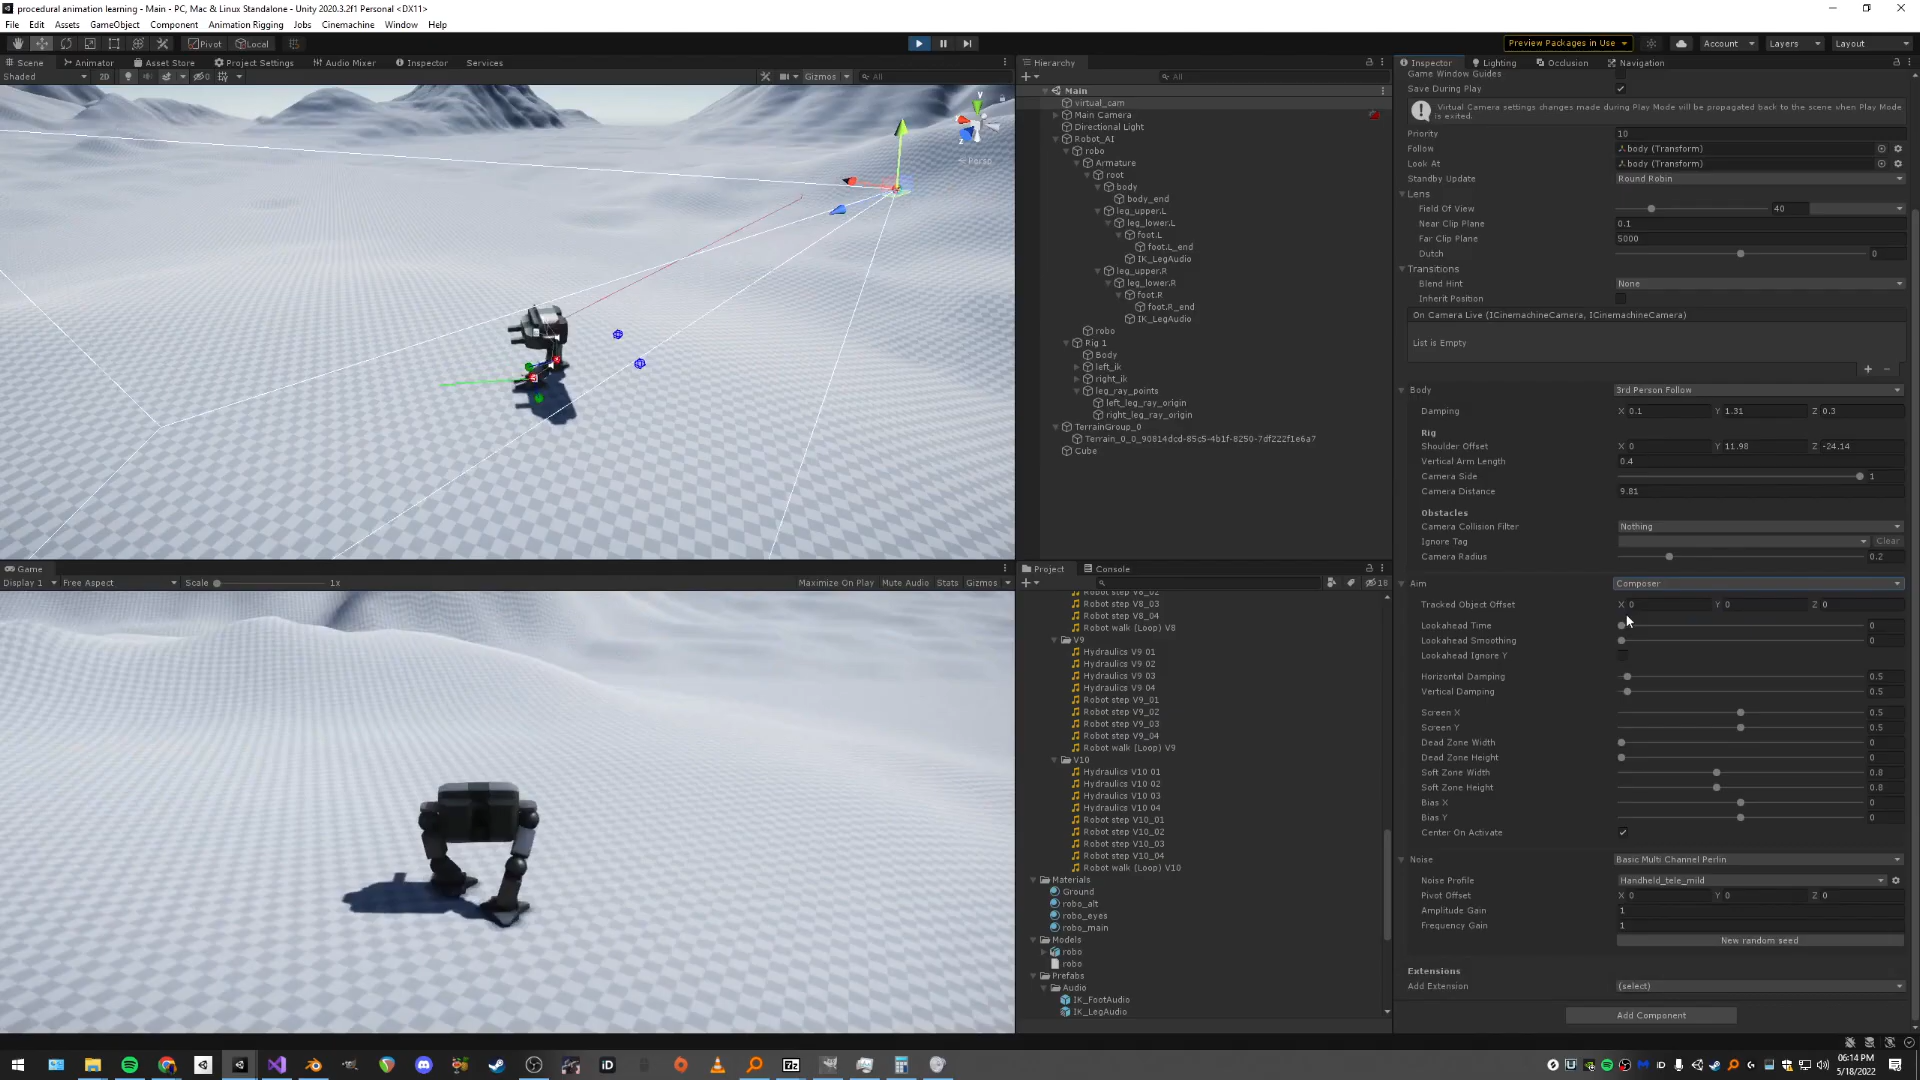 procedural animation learning - Main - PC, Mac & Linux Standalone - Unity 2020.3.2f1 Personal <DX11>
File Edit Assets GameObject Component Animation Rigging Jobs Cinemachine Window Help
Pivot Local Preview Packages in Use Account Layers Layout
Scene Animator Asset Store Project Settings Audio Mixer Inspector Services
Shaded 2D 0 Gizmos All
y
z
Persp
Hierarchy
All
Main
virtual_cam
Main Camera
Directional Light
Robot_AI
robo
Armature
root
body
body_end
leg_upper.L
leg_lower.L
foot.L
foot.L_end
IK_LegAudio
leg_upper.R
leg_lower.R
foot.R
foot.R_end
IK_LegAudio
robo
Rig 1
Body
left_ik
right_ik
leg_ray_points
left_leg_ray_origin
right_leg_ray_origin
TerrainGroup_0
Terrain_0_0_90814dcd-85c5-4b1f-8250-7df222f1e6a7
Cube
Game
Display 1 Free Aspect Scale 1x Maximize On Play Mute Audio Stats Gizmos
Project Console
18
Robot step V8_02
Robot step V8_03
Robot step V8_04
Robot walk (Loop) V8
V9
Hydraulics V9 01
Hydraulics V9 02
Hydraulics V9 03
Hydraulics V9 04
Robot step V9_01
Robot step V9_02
Robot step V9_03
Robot step V9_04
Robot walk (Loop) V9
V10
Hydraulics V10 01
Hydraulics V10 02
Hydraulics V10 03
Hydraulics V10 04
Robot step V10_01
Robot step V10_02
Robot step V10_03
Robot step V10_04
Robot walk (Loop) V10
Materials
Ground
robo_alt
robo_eyes
robo_main
Models
robo
robo
Prefabs
Audio
IK_FootAudio
IK_LegAudio
Inspector Lighting Occlusion Navigation
Game Window Guides
Save During Play
Virtual Camera settings changes made during Play Mode will be propagated back to the scene when Play Mode
is exited.
Priority 10
Follow body (Transform)
Look At body (Transform)
Standby Update Round Robin
Lens
Field Of View 40
Near Clip Plane 0.1
Far Clip Plane 5000
Dutch 0
Transitions
Blend Hint None
Inherit Position
On Camera Live (ICinemachineCamera, ICinemachineCamera)
List is Empty
Body 3rd Person Follow
Damping X 0.1 Y 1.31 Z 0.3
Rig
Shoulder Offset X 0 Y 11.98 Z -24.14
Vertical Arm Length 0.4
Camera Side 1
Camera Distance 9.81
Obstacles
Camera Collision Filter Nothing
Ignore Tag Clear
Camera Radius 0.2
Aim Composer
Tracked Object Offset X 0 Y 0 Z 0
Lookahead Time 0
Lookahead Smoothing 0
Lookahead Ignore Y
Horizontal Damping 0.5
Vertical Damping 0.5
Screen X 0.5
Screen Y 0.5
Dead Zone Width 0
Dead Zone Height 0
Soft Zone Width 0.8
Soft Zone Height 0.8
Bias X 0
Bias Y 0
Center On Activate
Noise Basic Multi Channel Perlin
Noise Profile Handheld_tele_mild
Pivot Offset X 0 Y 0 Z 0
Amplitude Gain 1
Frequency Gain 1
New random seed
Extensions
Add Extension (select)
Add Component
06:14 PM
5/18/2022